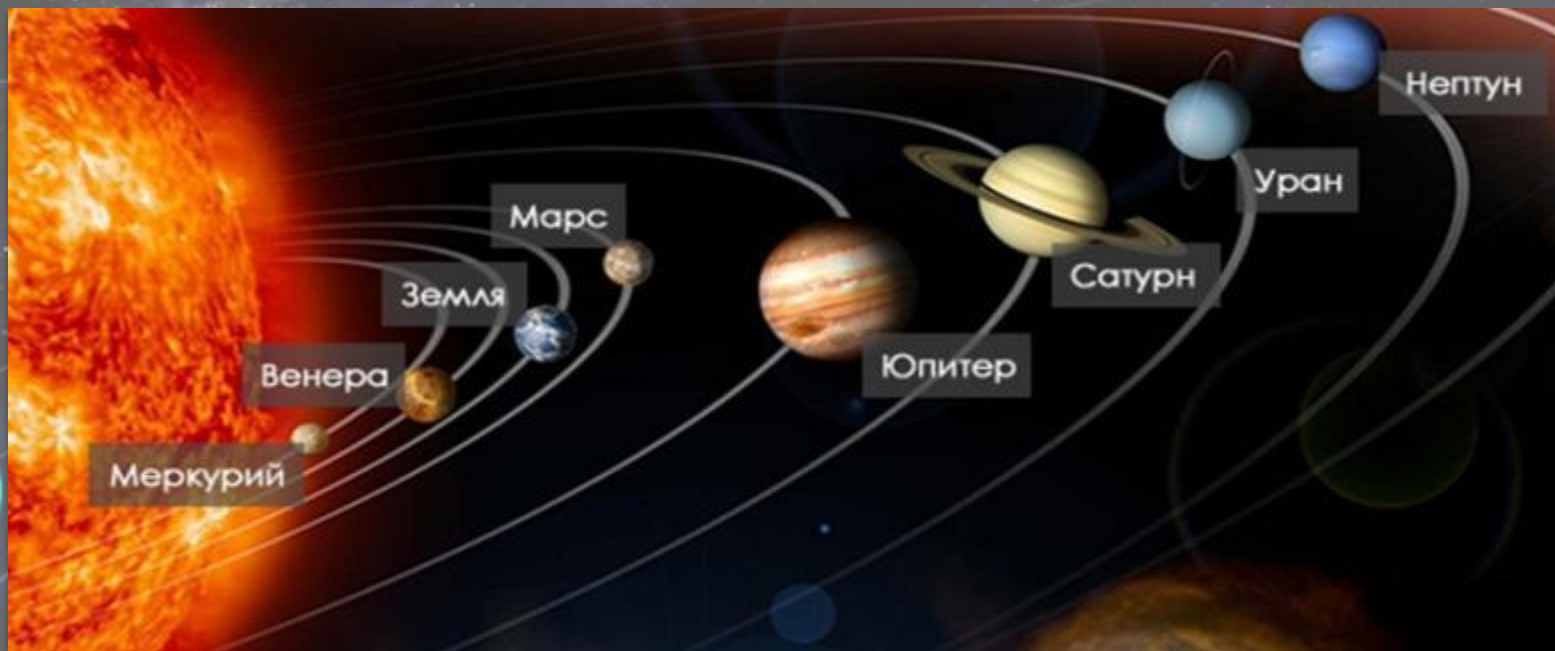 Меркурий
Венера
Земля
Марс
Юпитер
Сатурн
Уран
Нептун